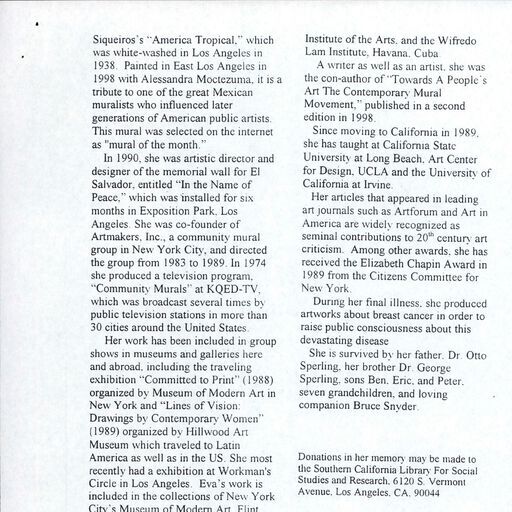 Siqueiros's "America Tropical," which
was white-washed in Los Angeles in
1938. Painted in East Los Angeles in
1998 with Alessandra Moctezuma, it is a
tribute to one of the great Mexican
muralists who influenced later
generations of American public artists.
This mural was selected on the internet
as "mural of the month."
In 1990, she was artistic director and
designer of the memorial wall for El
Salvador, entitled "In the Name of
Peace," which was installed for six
months in Exposition Park, Los
Angeles. She was co-founder of
Artmakers, Inc., a community mural
group in New York City, and directed
the group from 1983 to 1989. In 1974
she produced a television program,
"Community Murals" at KQED-TV,
which was broadcast several times by
public television stations in more than
30 cities around the United States.
Her work has been included in group
shows in museums and galleries here
and abroad, including the traveling
exhibition "Committed to Print" (1988)
organized by Museum of Modern Art in
New York and "Lines of Vision:
Drawings by Contemporary Women"
(1989) organized by Hillwood Art
Museum which traveled to Latin
America as well as in the US. She most
recently had a exhibition at Workman's
Circle in Los Angeles. Eva's work is
included in the collections of New York
City's Museum of Modern Art, Flint
Institute of the Arts, and the Wifredo
Lam Institute, Havana, Cuba.
A writer as well as an artist, she was
the con-author of "Towards A People's
Art The Contemporary Mural
Movement," published in a second
edition in 1998.
Since moving to California in 1989,
she has taught at California State
University at Long Beach, Art Center
for Design, UCLA and the University of
California at Irvine.
Her articles that appeared in leading
art journals such as Artforum and Art in
America are widely recognized as
seminal contributions to 20th century art
criticism. Among other awards, she has
received the Elizabeth Chapin Award in
1989 from the Citizens Committee for
New York.
During her final illness, she produced
artworks about breast cancer in order to
raise public consciousness about this
devastating disease
She is survived by her father, Dr. Otto
Sperling, her brother Dr. George
Sperling, sons Ben, Eric, and Peter,
seven grandchildren, and loving
companion Bruce Snyder.
Donations in her memory may be made to
the Southern California Library For Social
Studies and Research, 6120 S. Vermont
Avenue, Los Angeles, CA, 90044